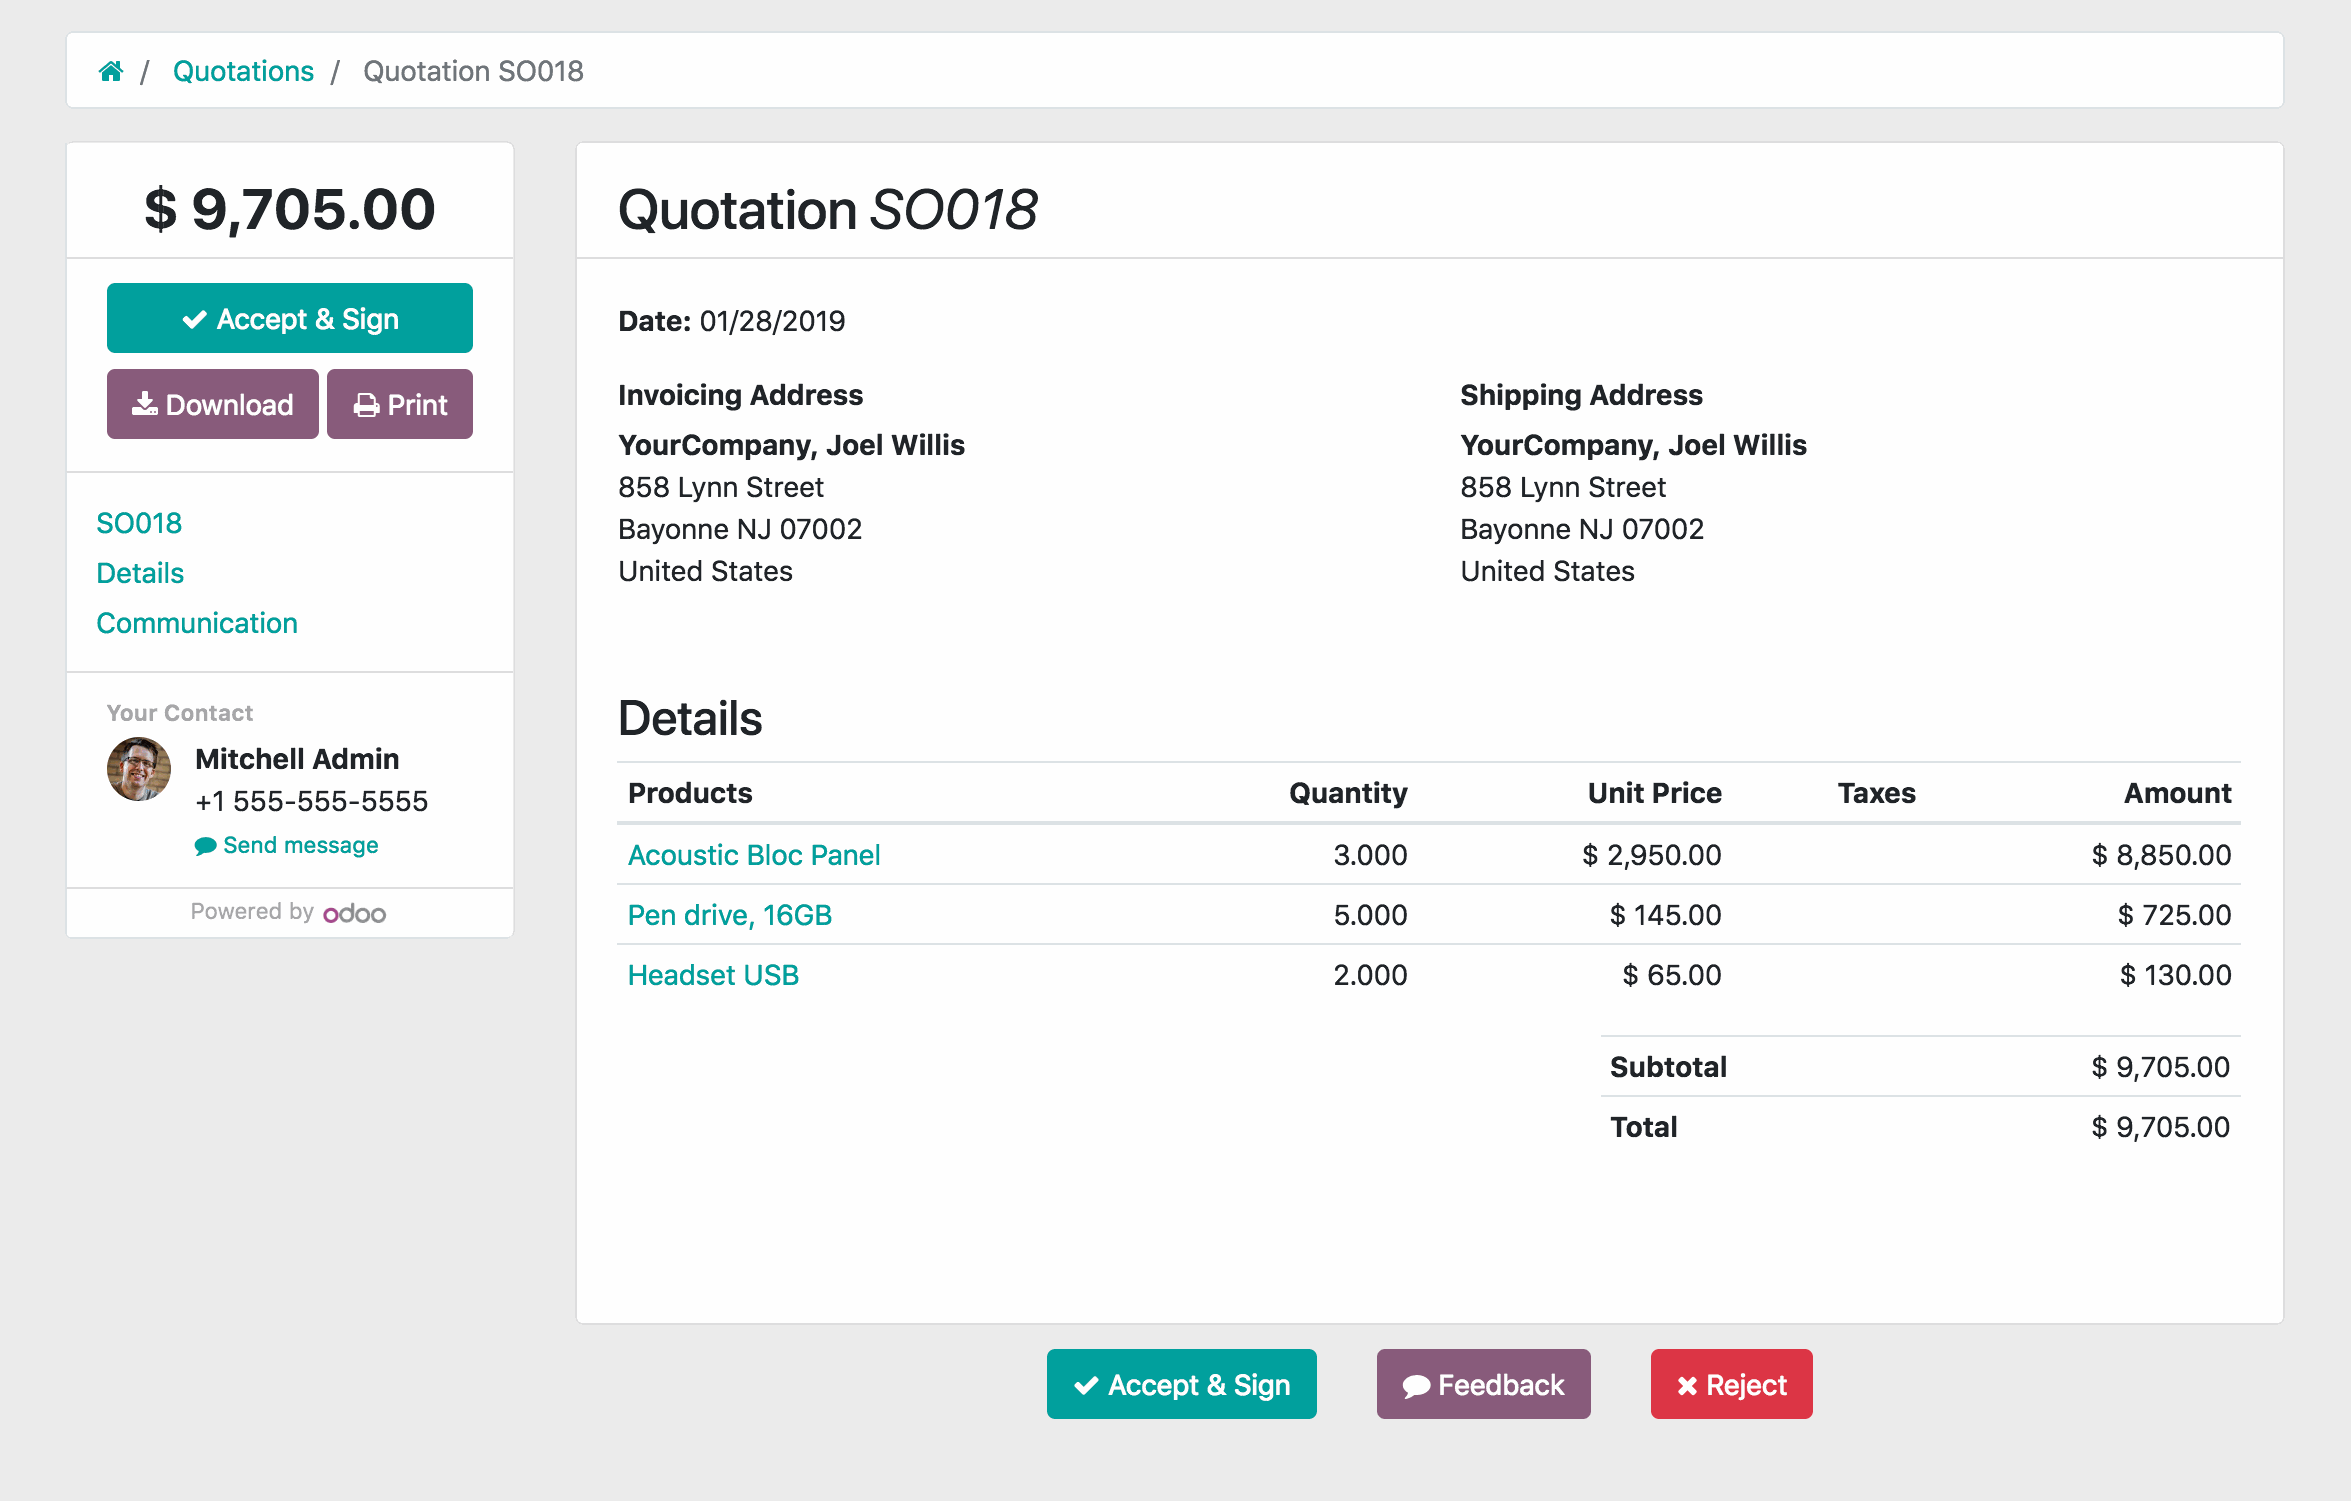 / Quotations / Quotation SO018
$ 9,705.00
Accept & Sign
Download Print
SO018
Details
Communication
Your Contact
Mitchell Admin
+1 555-555-5555
Send message
Powered by odoo
Quotation SO018
Date: 01/28/2019
Invoicing Address
YourCompany, Joel Willis
858 Lynn Street
Bayonne NJ 07002
United States
Shipping Address
YourCompany, Joel Willis
858 Lynn Street
Bayonne NJ 07002
United States
Details
Products Quantity Unit Price Taxes Amount
Acoustic Bloc Panel 3.000 $ 2,950.00 $ 8,850.00
Pen drive, 16GB 5.000 $ 145.00 $ 725.00
Headset USB 2.000 $ 65.00 $ 130.00
Subtotal $ 9,705.00
Total $ 9,705.00
Accept & Sign Feedback Reject